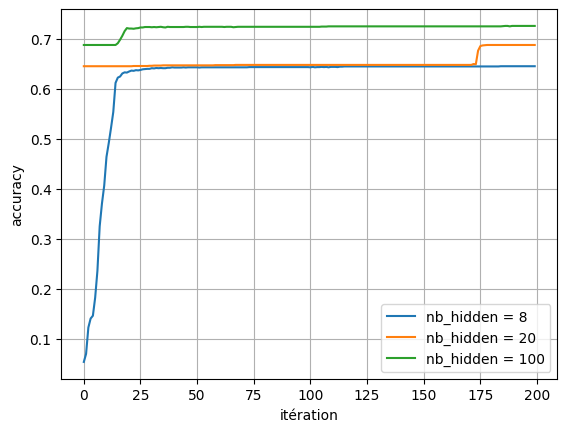 accuracy
0.7
0.6
0.5
0.4
0.3
0.2
0.1
nb_hidden = 8
nb_hidden = 20
nb_hidden = 100
0 25 50 75 100 125 150 175 200
itération